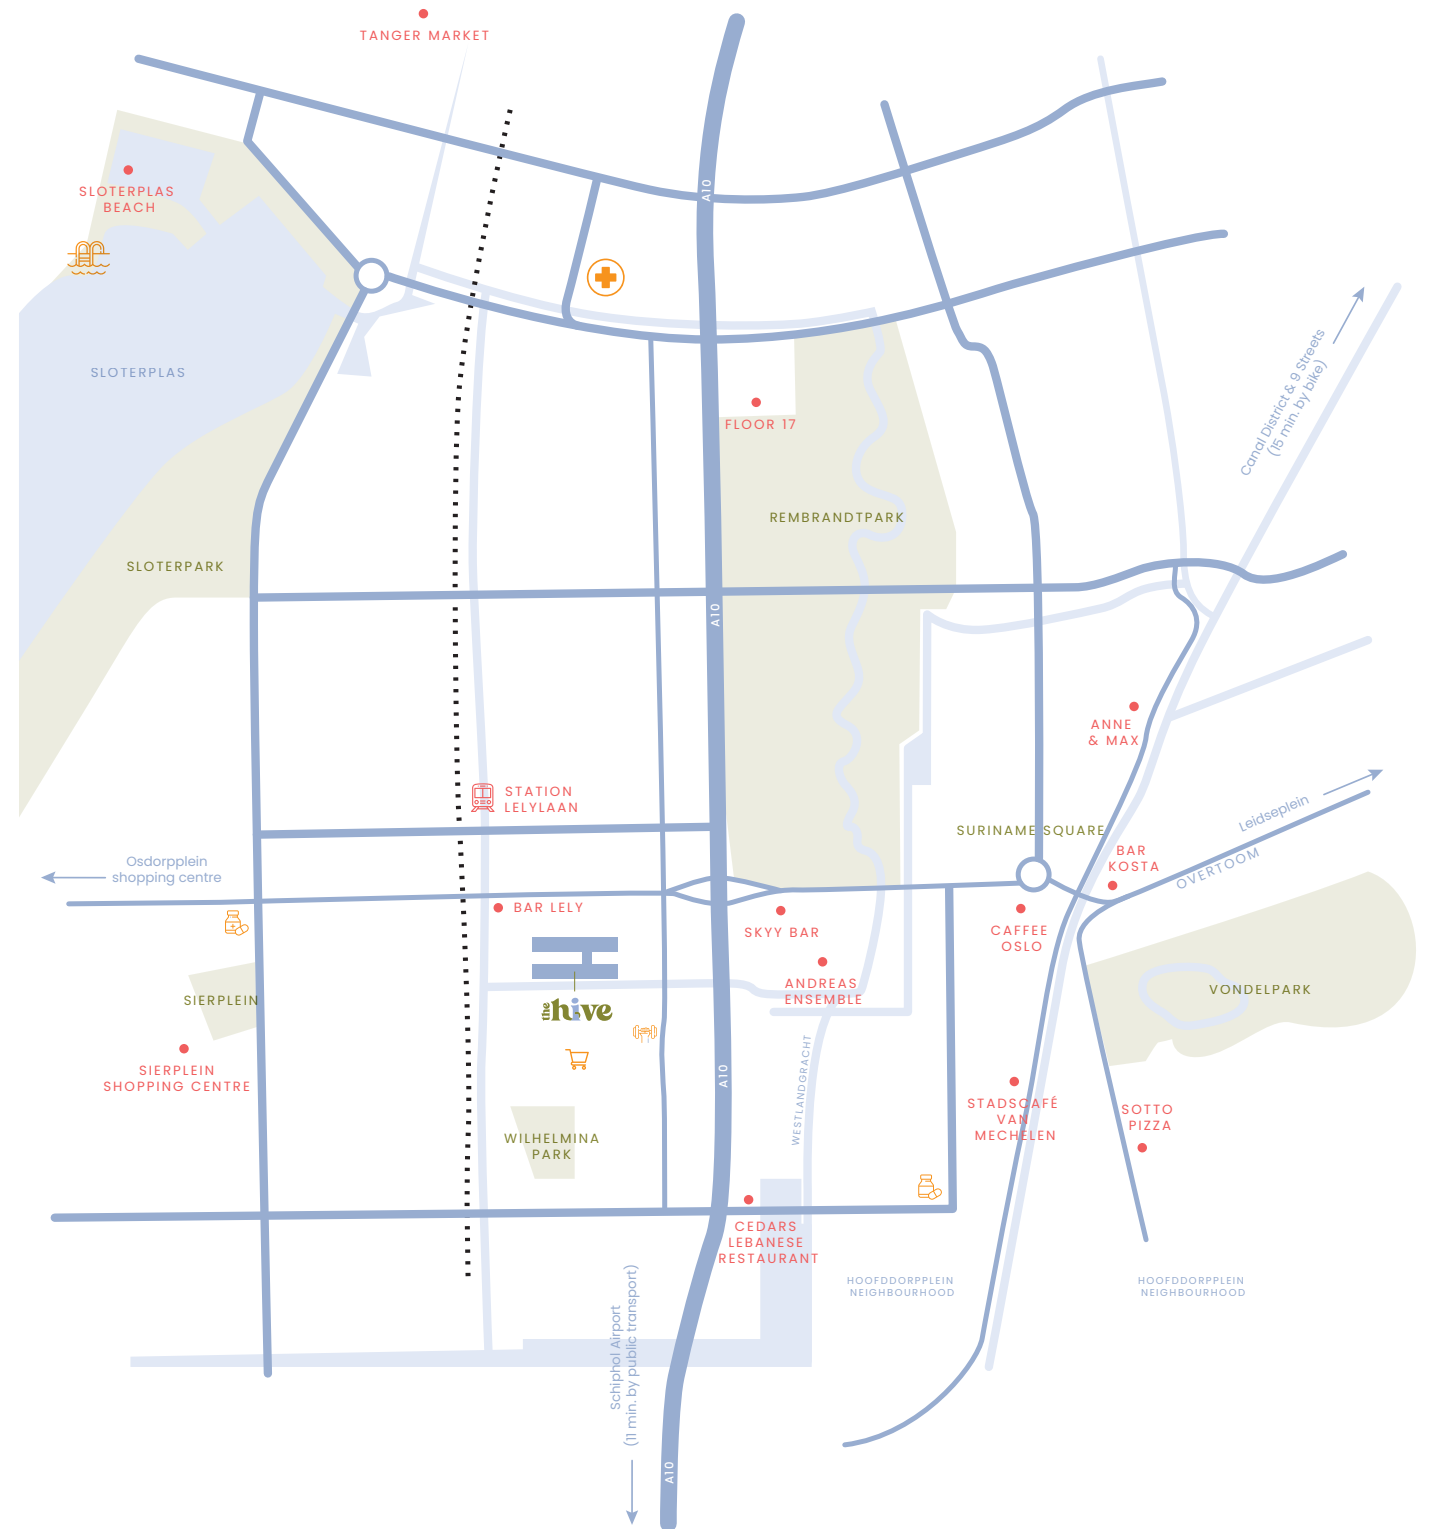 TANGER MARKET
A10
SLOTERPLAS
BEACH
SLOTERPLAS
Canal District & 9 Streets
(15 min. by bike)
FLOOR 17
REMBRANDTPARK
SLOTERPARK
A10
ANNE
& MAX
STATION
LELYLAAN
SURINAME SQUARE
Leidseplein
BAR
KOSTA
OVERTOOM
Osdorpplein
shopping centre
BAR LELY
SKYY BAR
CAFFEE
OSLO
ANDREAS
ENSEMBLE
VONDELPARK
SIERPLEIN
the hive
SIERPLEIN
SHOPPING CENTRE
A10
WESTLANDGRACHT
STADSCAFÉ
VAN
MECHELEN
SOTTO
PIZZA
WILHELMINA
PARK
CEDARS
LEBANESE
RESTAURANT
HOOFDDORPPLEIN
NEIGHBOURHOOD
HOOFDDORPPLEIN
NEIGHBOURHOOD
Schiphol Airport
(11 min. by public transport)
A10